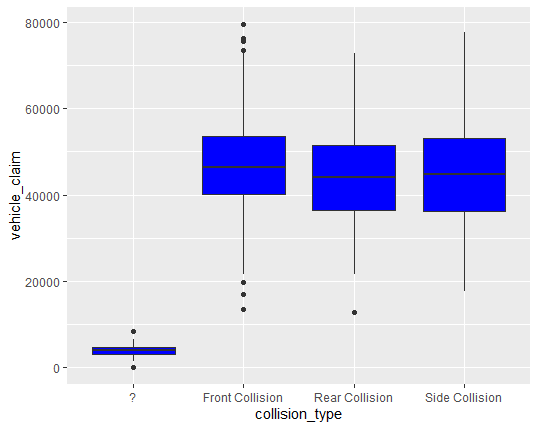 vehicle_claim
80000
60000
40000
20000
0
? Front Collision Rear Collision Side Collision
collision_type